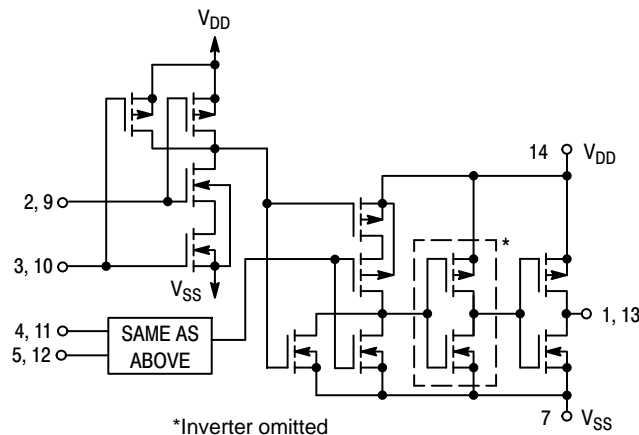 VDD
14 VDD
2, 9
*
3, 10
VSS
1, 13
4, 11
5, 12
SAME AS
ABOVE
7 VSS
*Inverter omitted